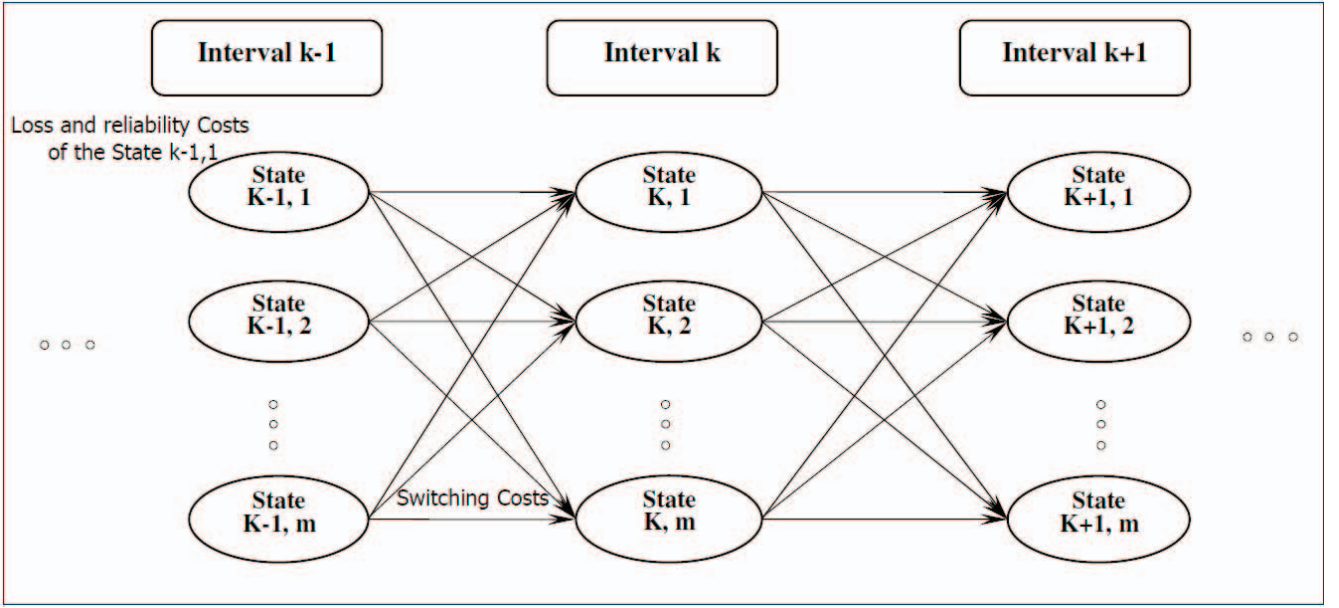 Interval k-1
Interval k
Interval k+1
Loss and reliability Costs
of the State k-1,1
State
K-1, 1
State
K, 1
State
K+1, 1
State
K-1, 2
State
K, 2
State
K+1, 2
State
K-1, m
Switching Costs
State
K, m
State
K+1, m